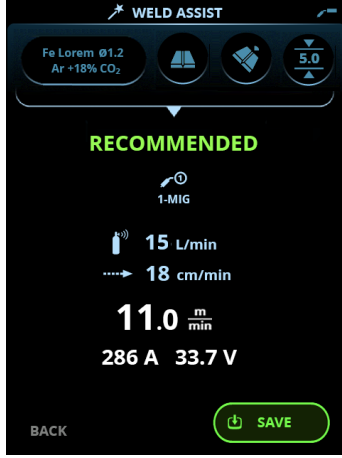 WELD ASSIST
Fe Lorem ø1.2
Ar +18% CO₂
5.0
RECOMMENDED
1
1-MIG
15 L/min
18 cm/min
11.0 m/min
286 A 33.7 V
BACK
SAVE